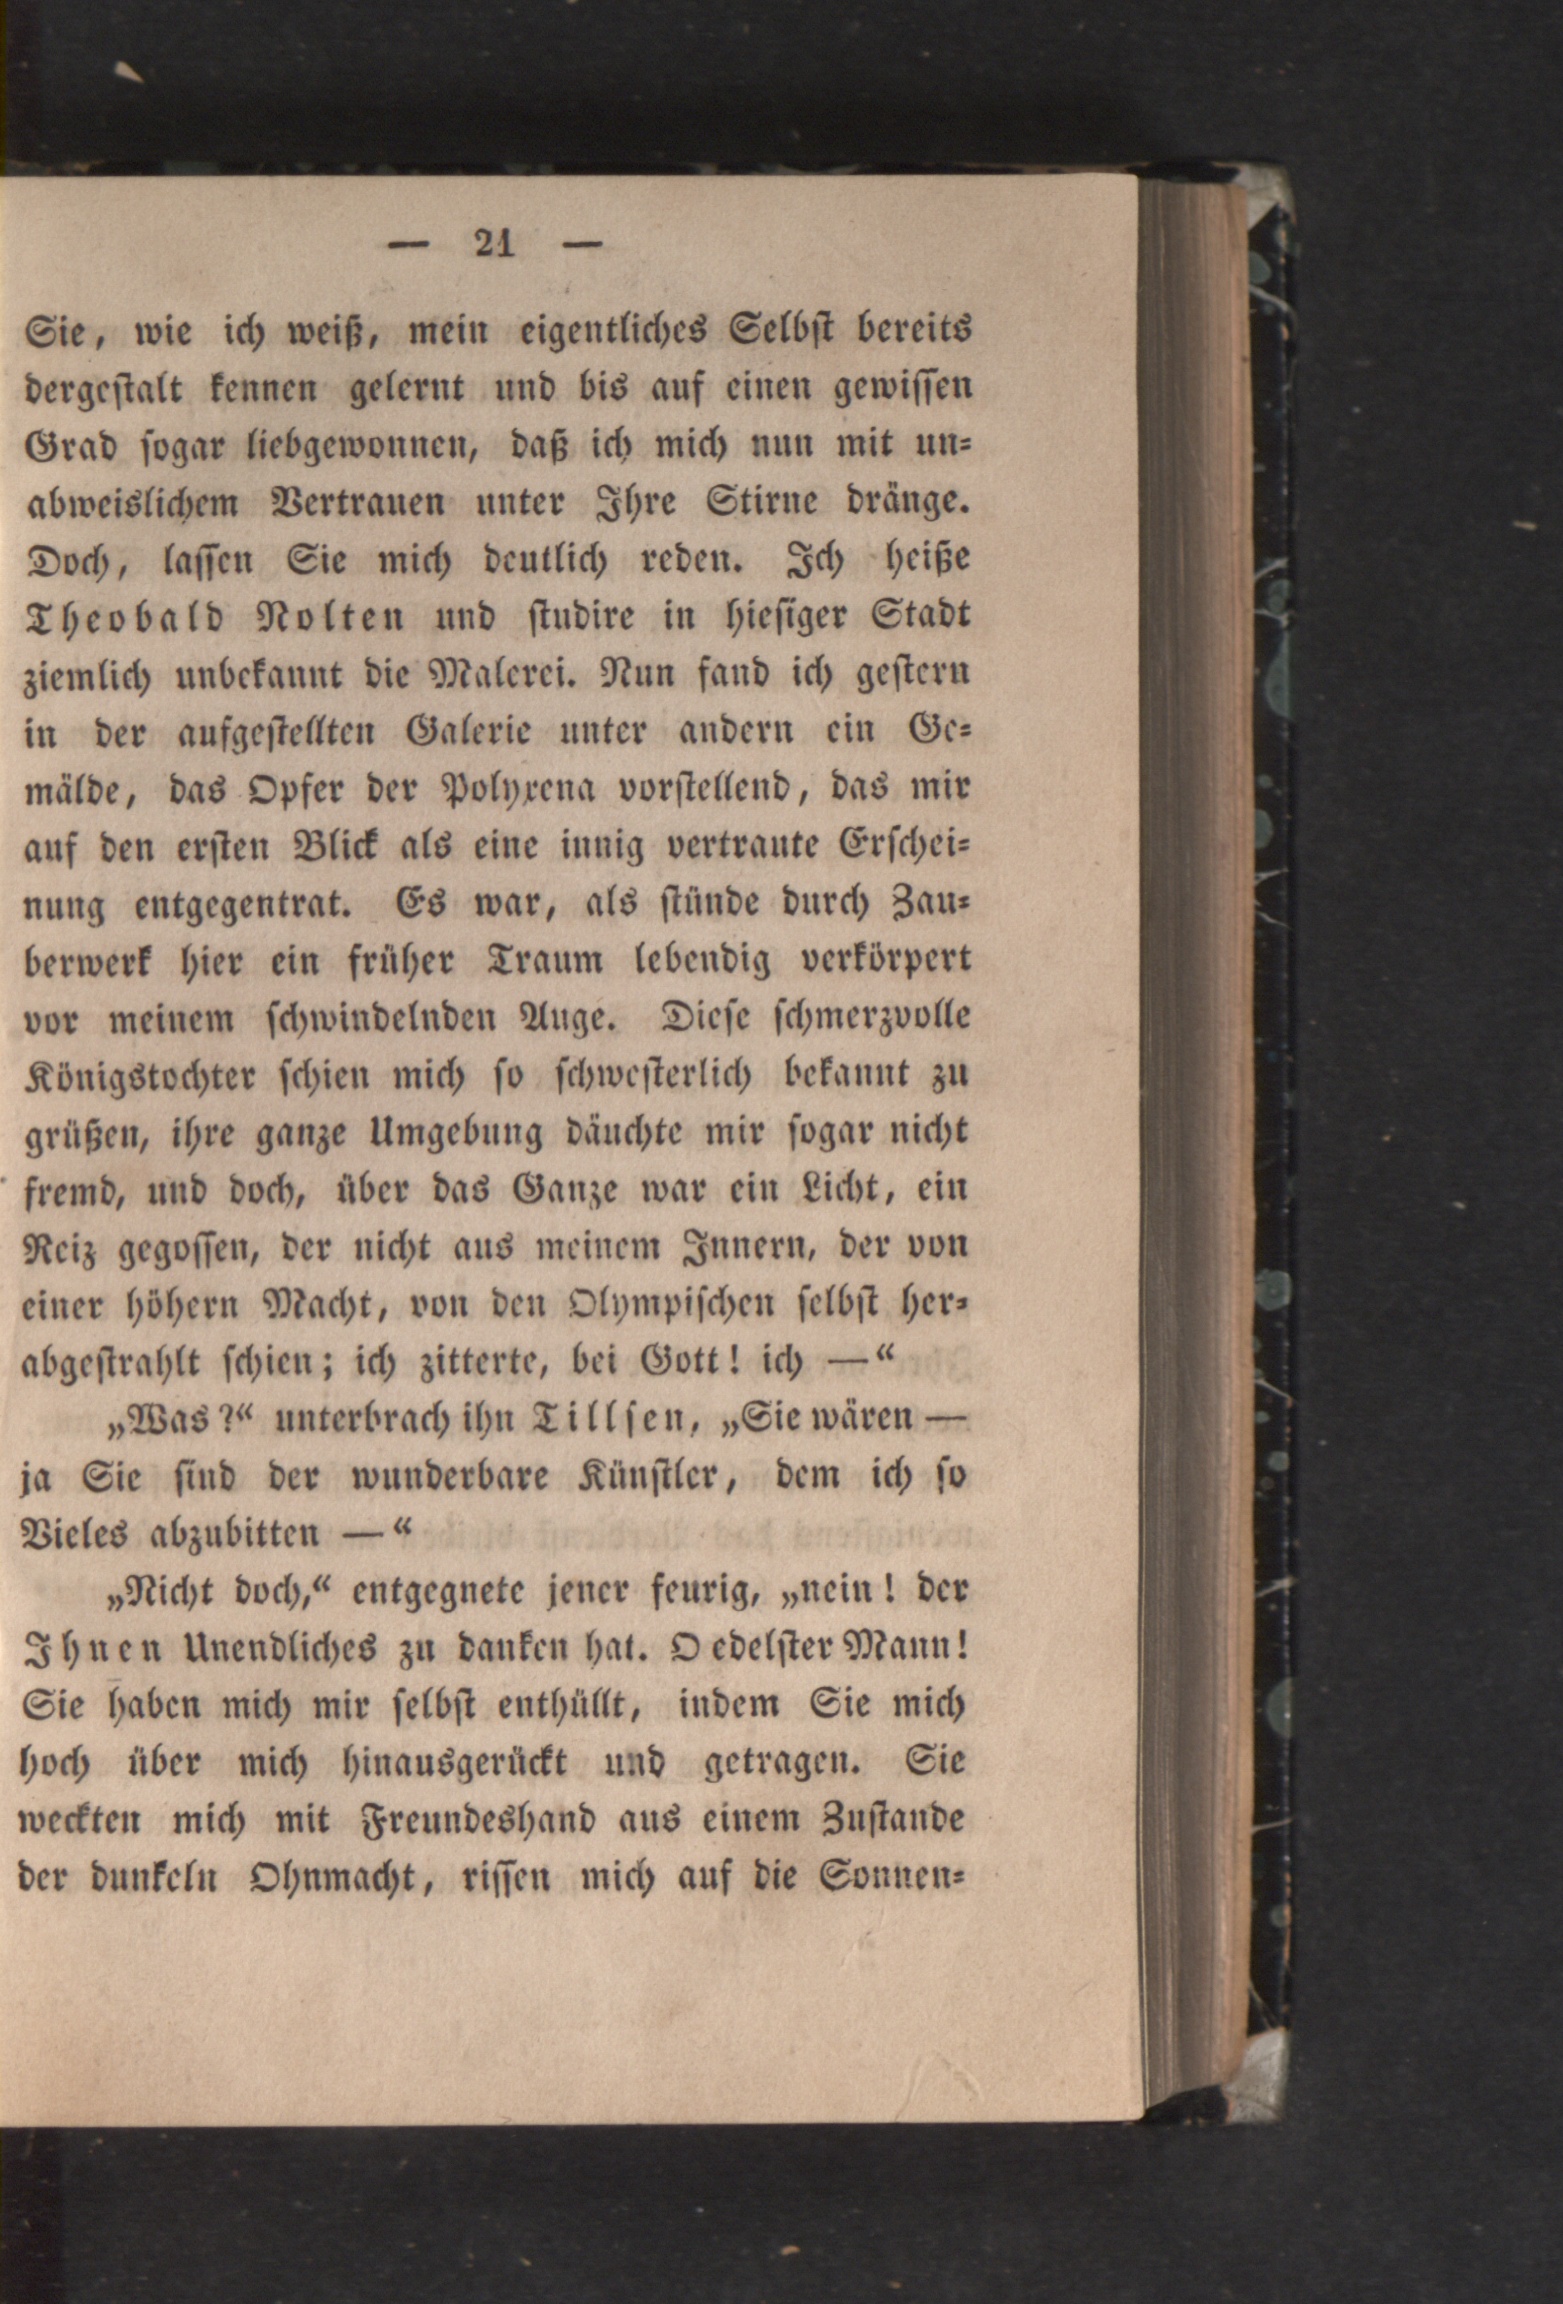 — 21 —
Sie, wie ich weiß, mein eigentliches Selbst bereits
dergestalt kennen gelernt und bis auf einen gewissen
Grad sogar liebgewonnen, daß ich mich nun mit un-
abweislichem Vertrauen unter Ihre Stirne dränge.
Doch, lassen Sie mich deutlich reden. Ich heiße
Theobald Nolten und studire in hiesiger Stadt
ziemlich unbekannt die Malerei. Nun fand ich gestern
in der aufgestellten Galerie unter andern ein Ge-
mälde, das Opfer der Polyxena vorstellend, das mir
auf den ersten Blick als eine innig vertraute Erschei-
nung entgegentrat. Es war, als stünde durch Zau-
berwerk hier ein früher Traum lebendig verkörpert
vor meinem schwindelnden Auge. Diese schmerzvolle
Königstochter schien mich so schwesterlich bekannt zu
grüßen, ihre ganze Umgebung däuchte mir sogar nicht
fremd, und doch, über das Ganze war ein Licht, ein
Reiz gegossen, der nicht aus meinem Innern, der von
einer höhern Macht, von den Olympischen selbst her-
abgestrahlt schien; ich zitterte, bei Gott! ich —“
„Was?“ unterbrach ihn Tillsen, „Sie wären —
ja Sie sind der wunderbare Künstler, dem ich so
Vieles abzubitten —“
„Nicht doch,“ entgegnete jener feurig, „nein! der
Ihnen Unendliches zu danken hat. O edelster Mann!
Sie haben mich mir selbst enthüllt, indem Sie mich
hoch über mich hinausgerückt und getragen. Sie
weckten mich mit Freundeshand aus einem Zustande
der dunkeln Ohnmacht, rissen mich auf die Sonnen-